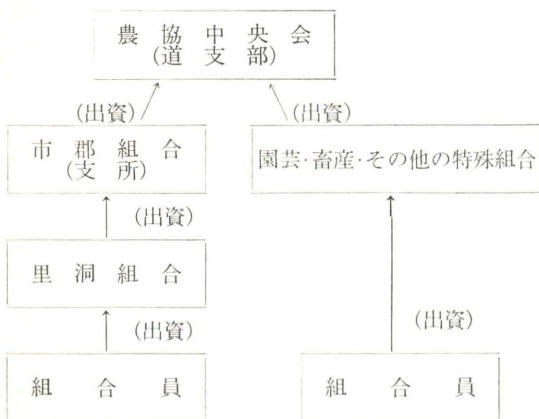 農協中央会
(道支部)
(出資) (出資)
市郡組合
(支所)
園芸·畜産·その他の特殊組合
(出資)
里洞組合
(出資)
(出資)
組合員
組合員